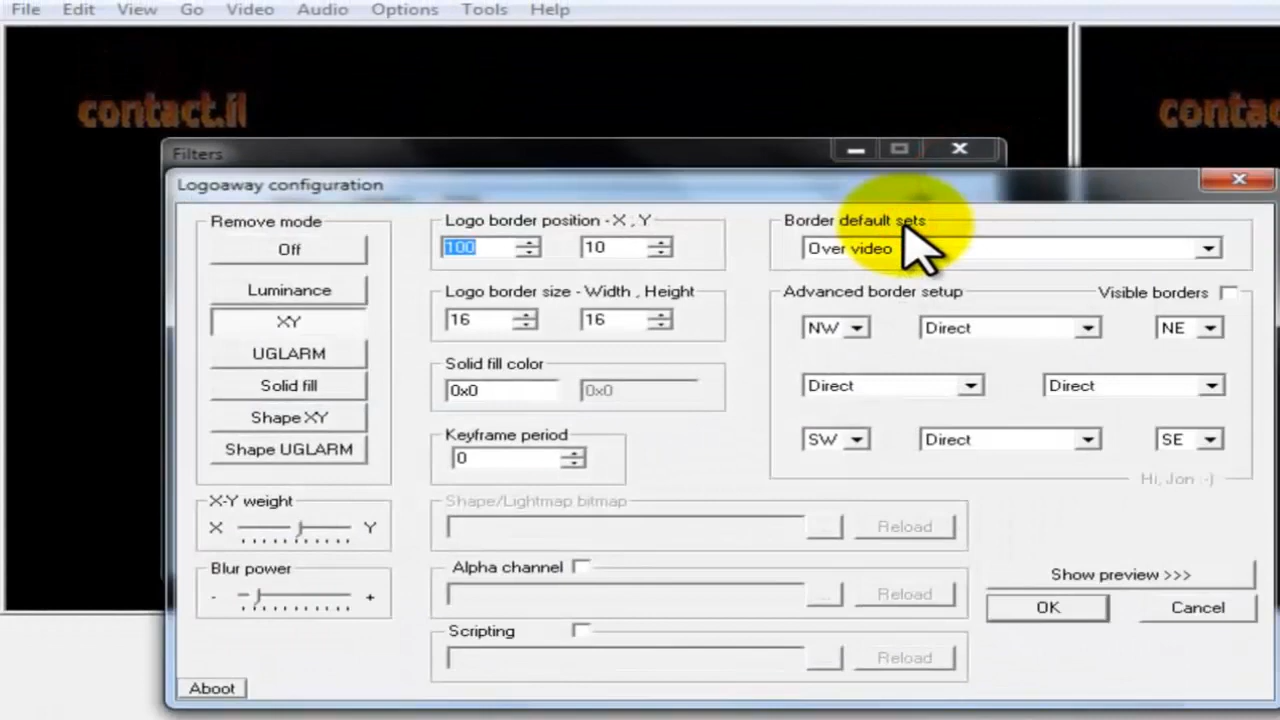 File Edit View Go Video Audio Options Tools Help
contact.il
contac
Filters
Logoaway configuration
Remove mode
Off
Luminance
XY
UGLARM
Solid fill
Shape XY
Shape UGLARM
X-Y weight
X Y
Blur power
- +
Aboot
Logo border position - X , Y
100 10
Logo border size - Width , Height
16 16
Solid fill color
0x0 0x0
Keyframe period
0
Shape/Lightmap bitmap
... Reload
Alpha channel
... Reload
Scripting
... Reload
Border default sets
Over video
Advanced border setup Visible borders
NW Direct NE
Direct Direct
SW Direct SE
Hi, Jon :-)
Show preview >>>
OK Cancel